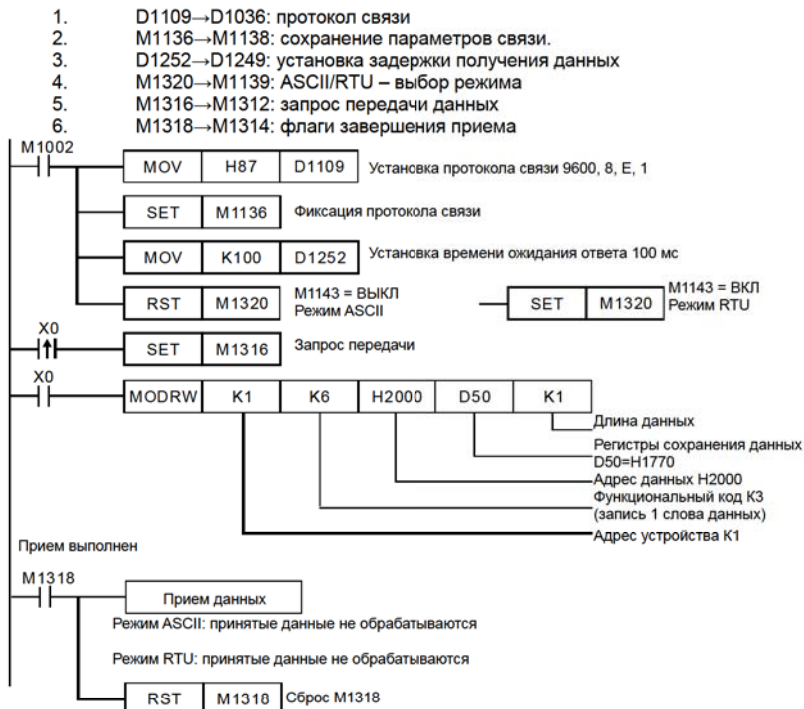 1. D1109→D1036: протокол связи
2. M1136→M1138: сохранение параметров связи.
3. D1252→D1249: установка задержки получения данных
4. M1320→M1139: ASCII/RTU – выбор режима
5. M1316→M1312: запрос передачи данных
6. M1318→M1314: флаги завершения приема
M1002
MOV H87 D1109 Установка протокола связи 9600, 8, E, 1
SET M1136 Фиксация протокола связи
MOV K100 D1252 Установка времени ожидания ответа 100 мс
RST M1320 M1143 = ВЫКЛ
Режим ASCII
SET M1320 M1143 = ВКЛ
Режим RTU
X0
SET M1316 Запрос передачи
X0
MODRW K1 K6 H2000 D50 K1
Длина данных
Регистры сохранения данных
D50=H1770
Адрес данных H2000
Функциональный код К3
(запись 1 слова данных)
Адрес устройства К1
Прием выполнен
M1318
Прием данных
Режим ASCII: принятые данные не обрабатываются
Режим RTU: принятые данные не обрабатываются
RST M1318 Сброс M1318